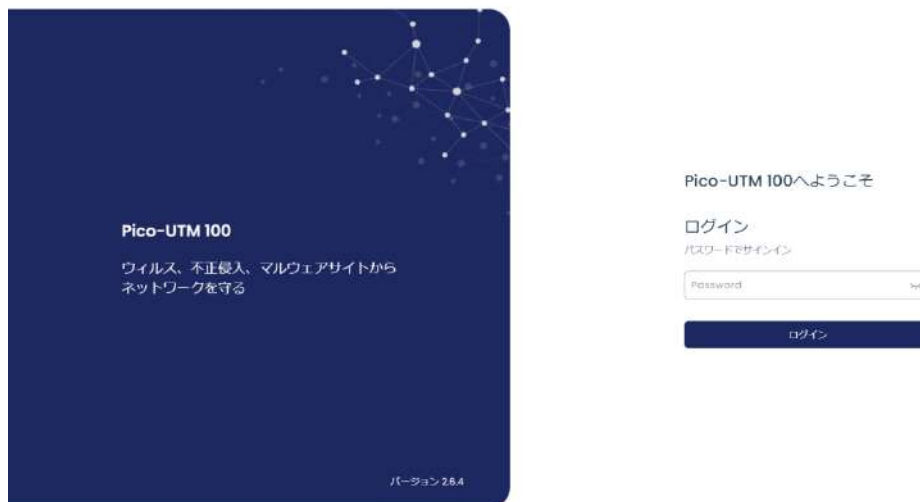 Pico-UTM 100
ウィルス、不正侵入、マルウェアサイトから
ネットワークを守る
バージョン 2.6.4
Pico-UTM 100へようこそ
ログイン
パスワードでサインイン
Password
ログイン